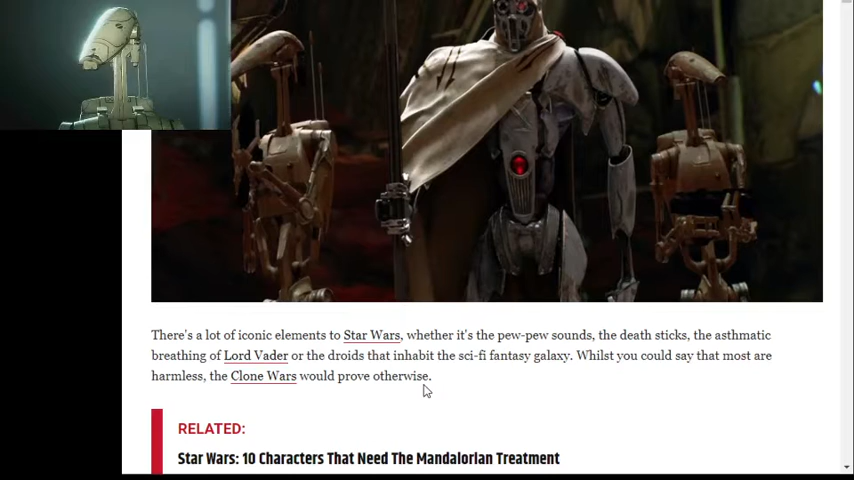 There's a lot of iconic elements to Star Wars, whether it's the pew-pew sounds, the death sticks, the asthmatic
breathing of Lord Vader or the droids that inhabit the sci-fi fantasy galaxy. Whilst you could say that most are
harmless, the Clone Wars would prove otherwise.
RELATED:
Star Wars: 10 Characters That Need The Mandalorian Treatment